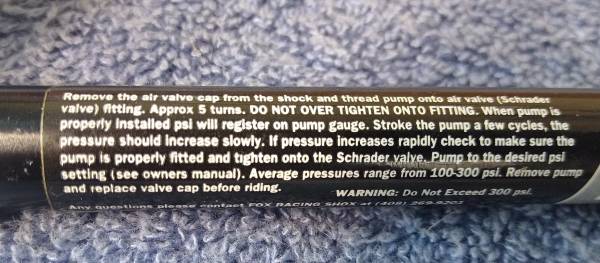 Remove the air valve cap from the shock and thread pump onto air valve (Schrader
valve) fitting. Approx 5 turns. DO NOT OVER TIGHTEN ONTO FITTING. When pump is
properly installed psi will register on pump gauge. Stroke the pump a few cycles, the
pressure should increase slowly. If pressure increases rapidly check to make sure the
pump is properly fitted and tighten onto the Schrader valve. Pump to the desired psi
setting (see owners manual). Average pressures range from 100-300 psi. Remove pump
and replace valve cap before riding. WARNING: Do Not Exceed 300 psi.
Any questions please contact FOX RACING SHOX at (408) 269-9201